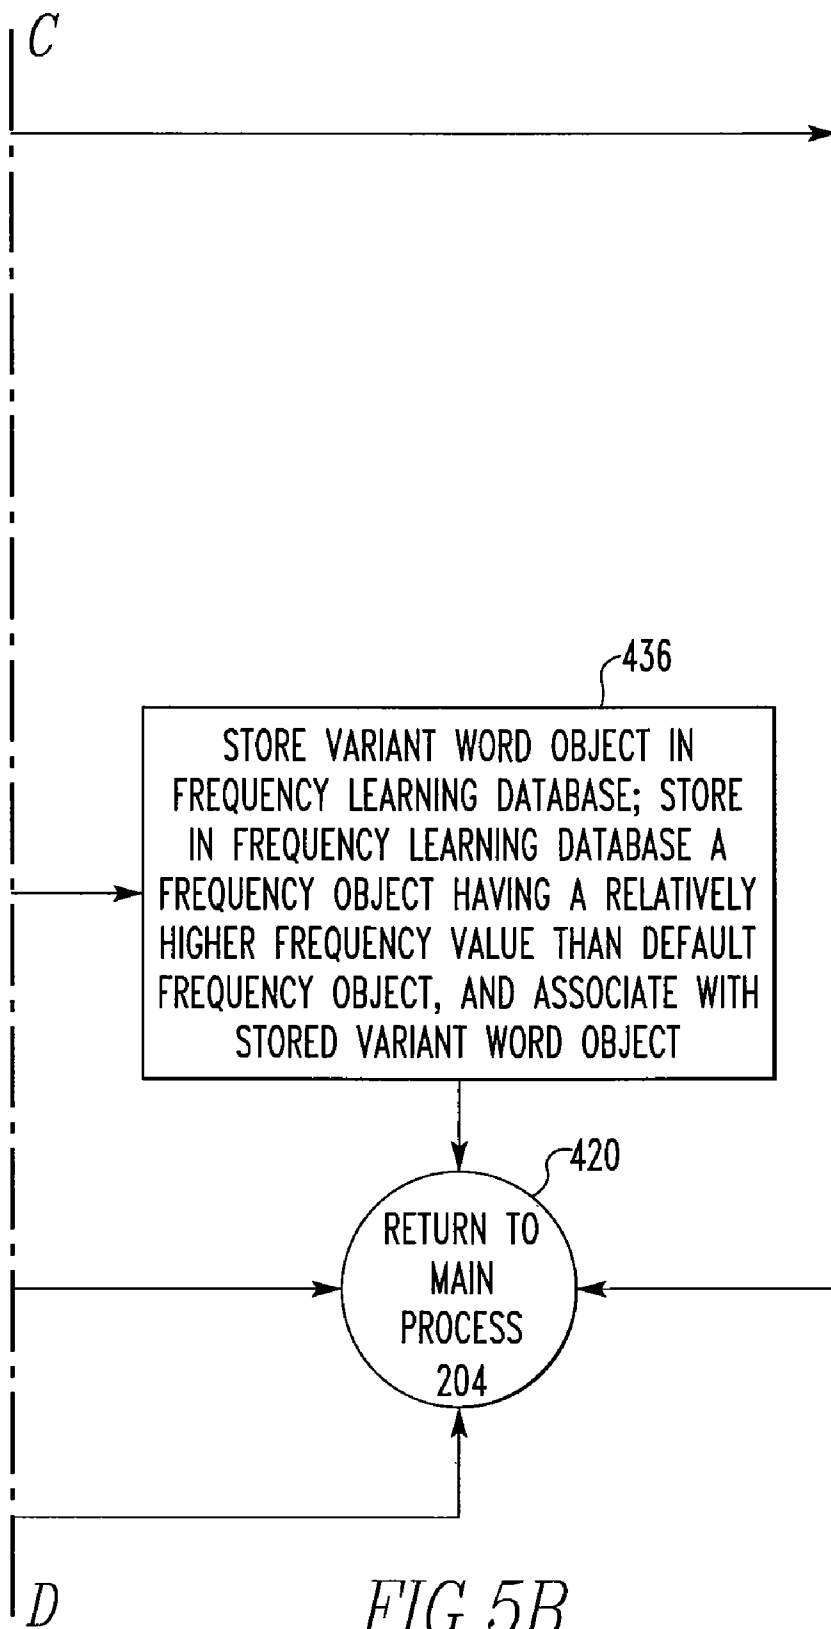 C
436
STORE VARIANT WORD OBJECT IN
FREQUENCY LEARNING DATABASE; STORE
IN FREQUENCY LEARNING DATABASE A
FREQUENCY OBJECT HAVING A RELATIVELY
HIGHER FREQUENCY VALUE THAN DEFAULT
FREQUENCY OBJECT, AND ASSOCIATE WITH
STORED VARIANT WORD OBJECT
420
RETURN TO
MAIN
PROCESS
204
D
FIG.5B